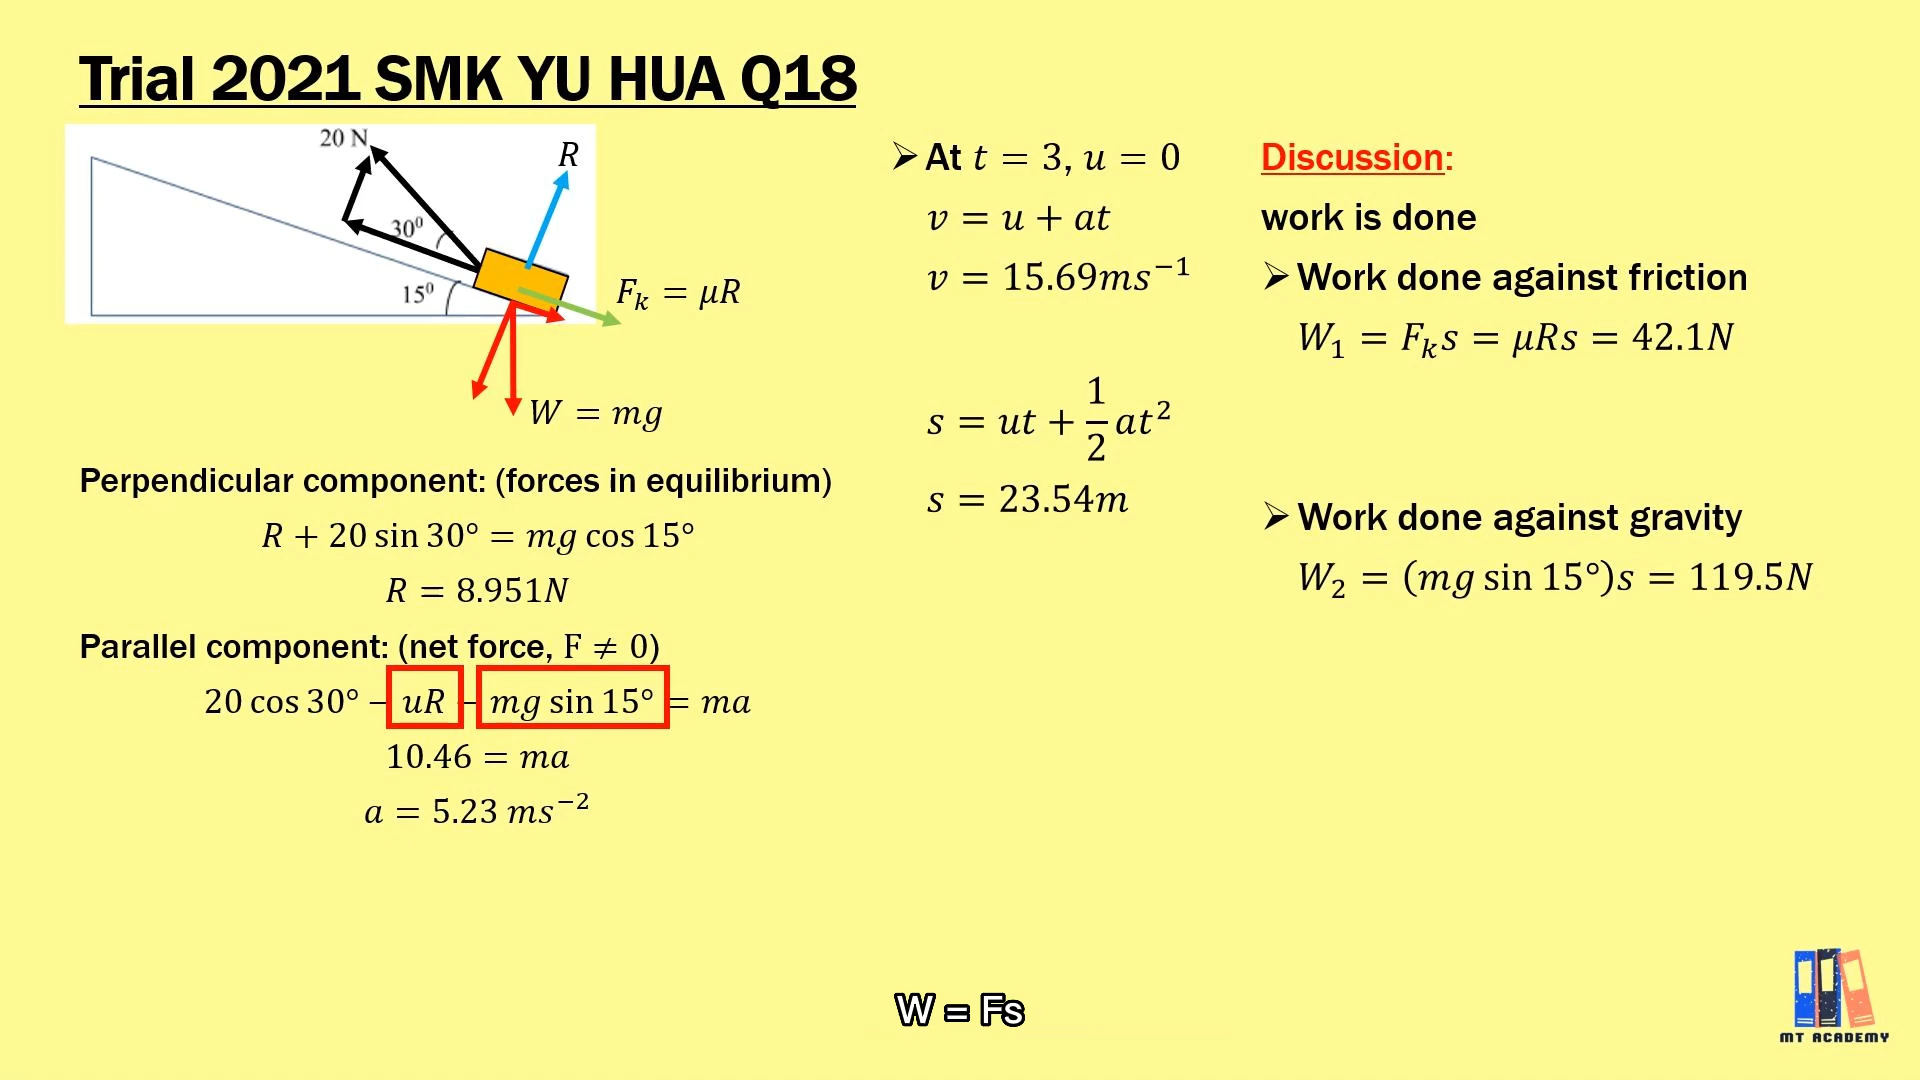 Trial 2021 SMK YU HUA Q18
20 N
R
30⁰
15⁰
F_k = μR
W = mg
Perpendicular component: (forces in equilibrium)
R + 20 sin 30° = mg cos 15°
R = 8.951N
Parallel component: (net force, F ≠ 0)
20 cos 30° − uR − mg sin 15° = ma
10.46 = ma
a = 5.23 ms⁻²
➢ At t = 3, u = 0
v = u + at
v = 15.69ms⁻¹
s = ut + 1/2 at²
s = 23.54m
Discussion:
work is done
➢ Work done against friction
W₁ = F_k s = μRs = 42.1N
➢ Work done against gravity
W₂ = (mg sin 15°)s = 119.5N
W = Fs
MT ACADEMY